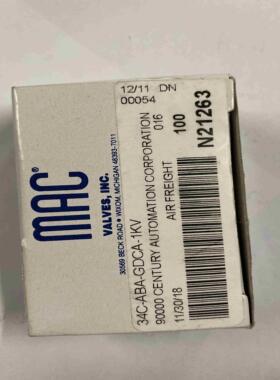 MAC
VALVES, INC.
30569 BECK ROAD • WIXOM, MICHIGAN 48393-7011
12/11 DN
00054
34C-ABA-GDCA-1KV 016
90000 CENTURY AUTOMATION CORPORATION
AIR FREIGHT 100
11/30/18 N21263